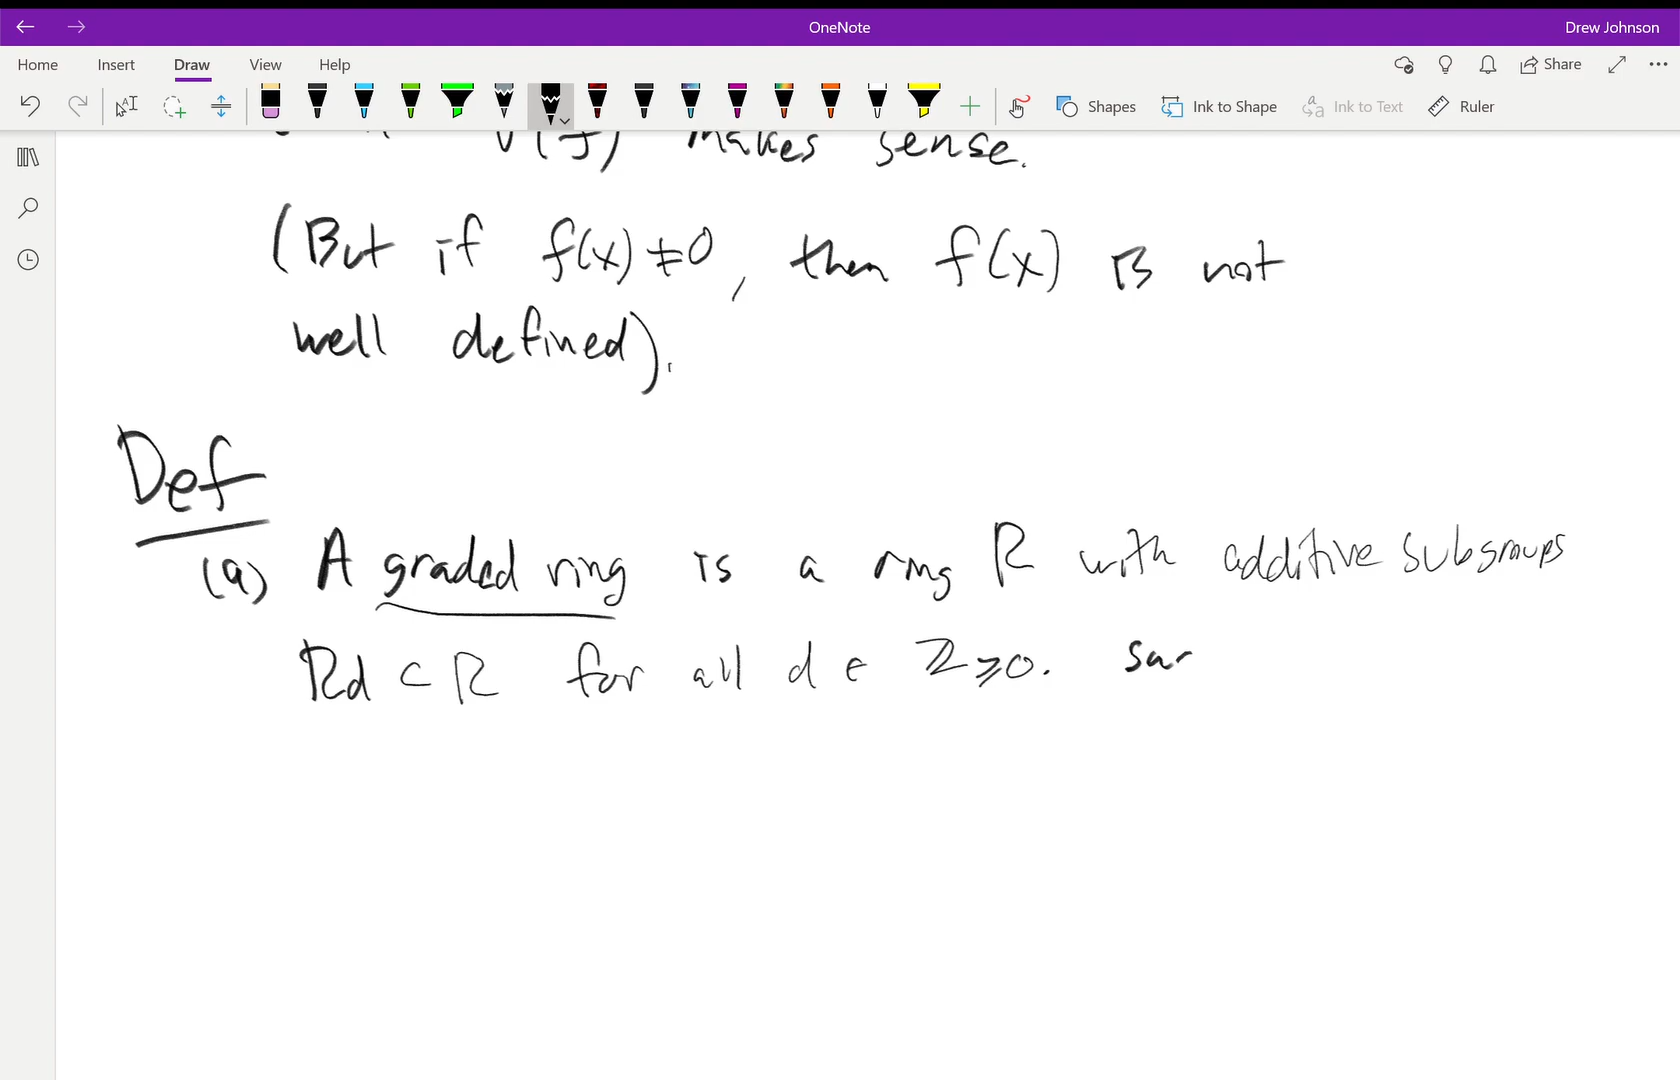 OneNote
Drew Johnson
Home Insert Draw View Help
Share
Shapes Ink to Shape Ink to Text Ruler
V(f) makes sense.
(But if f(x)≠0, then f(x) is not
well defined).
Def
(a) A graded ring is a ring R with additive subgroups
Rd ⊂ R for all d ∈ ℤ≥0.